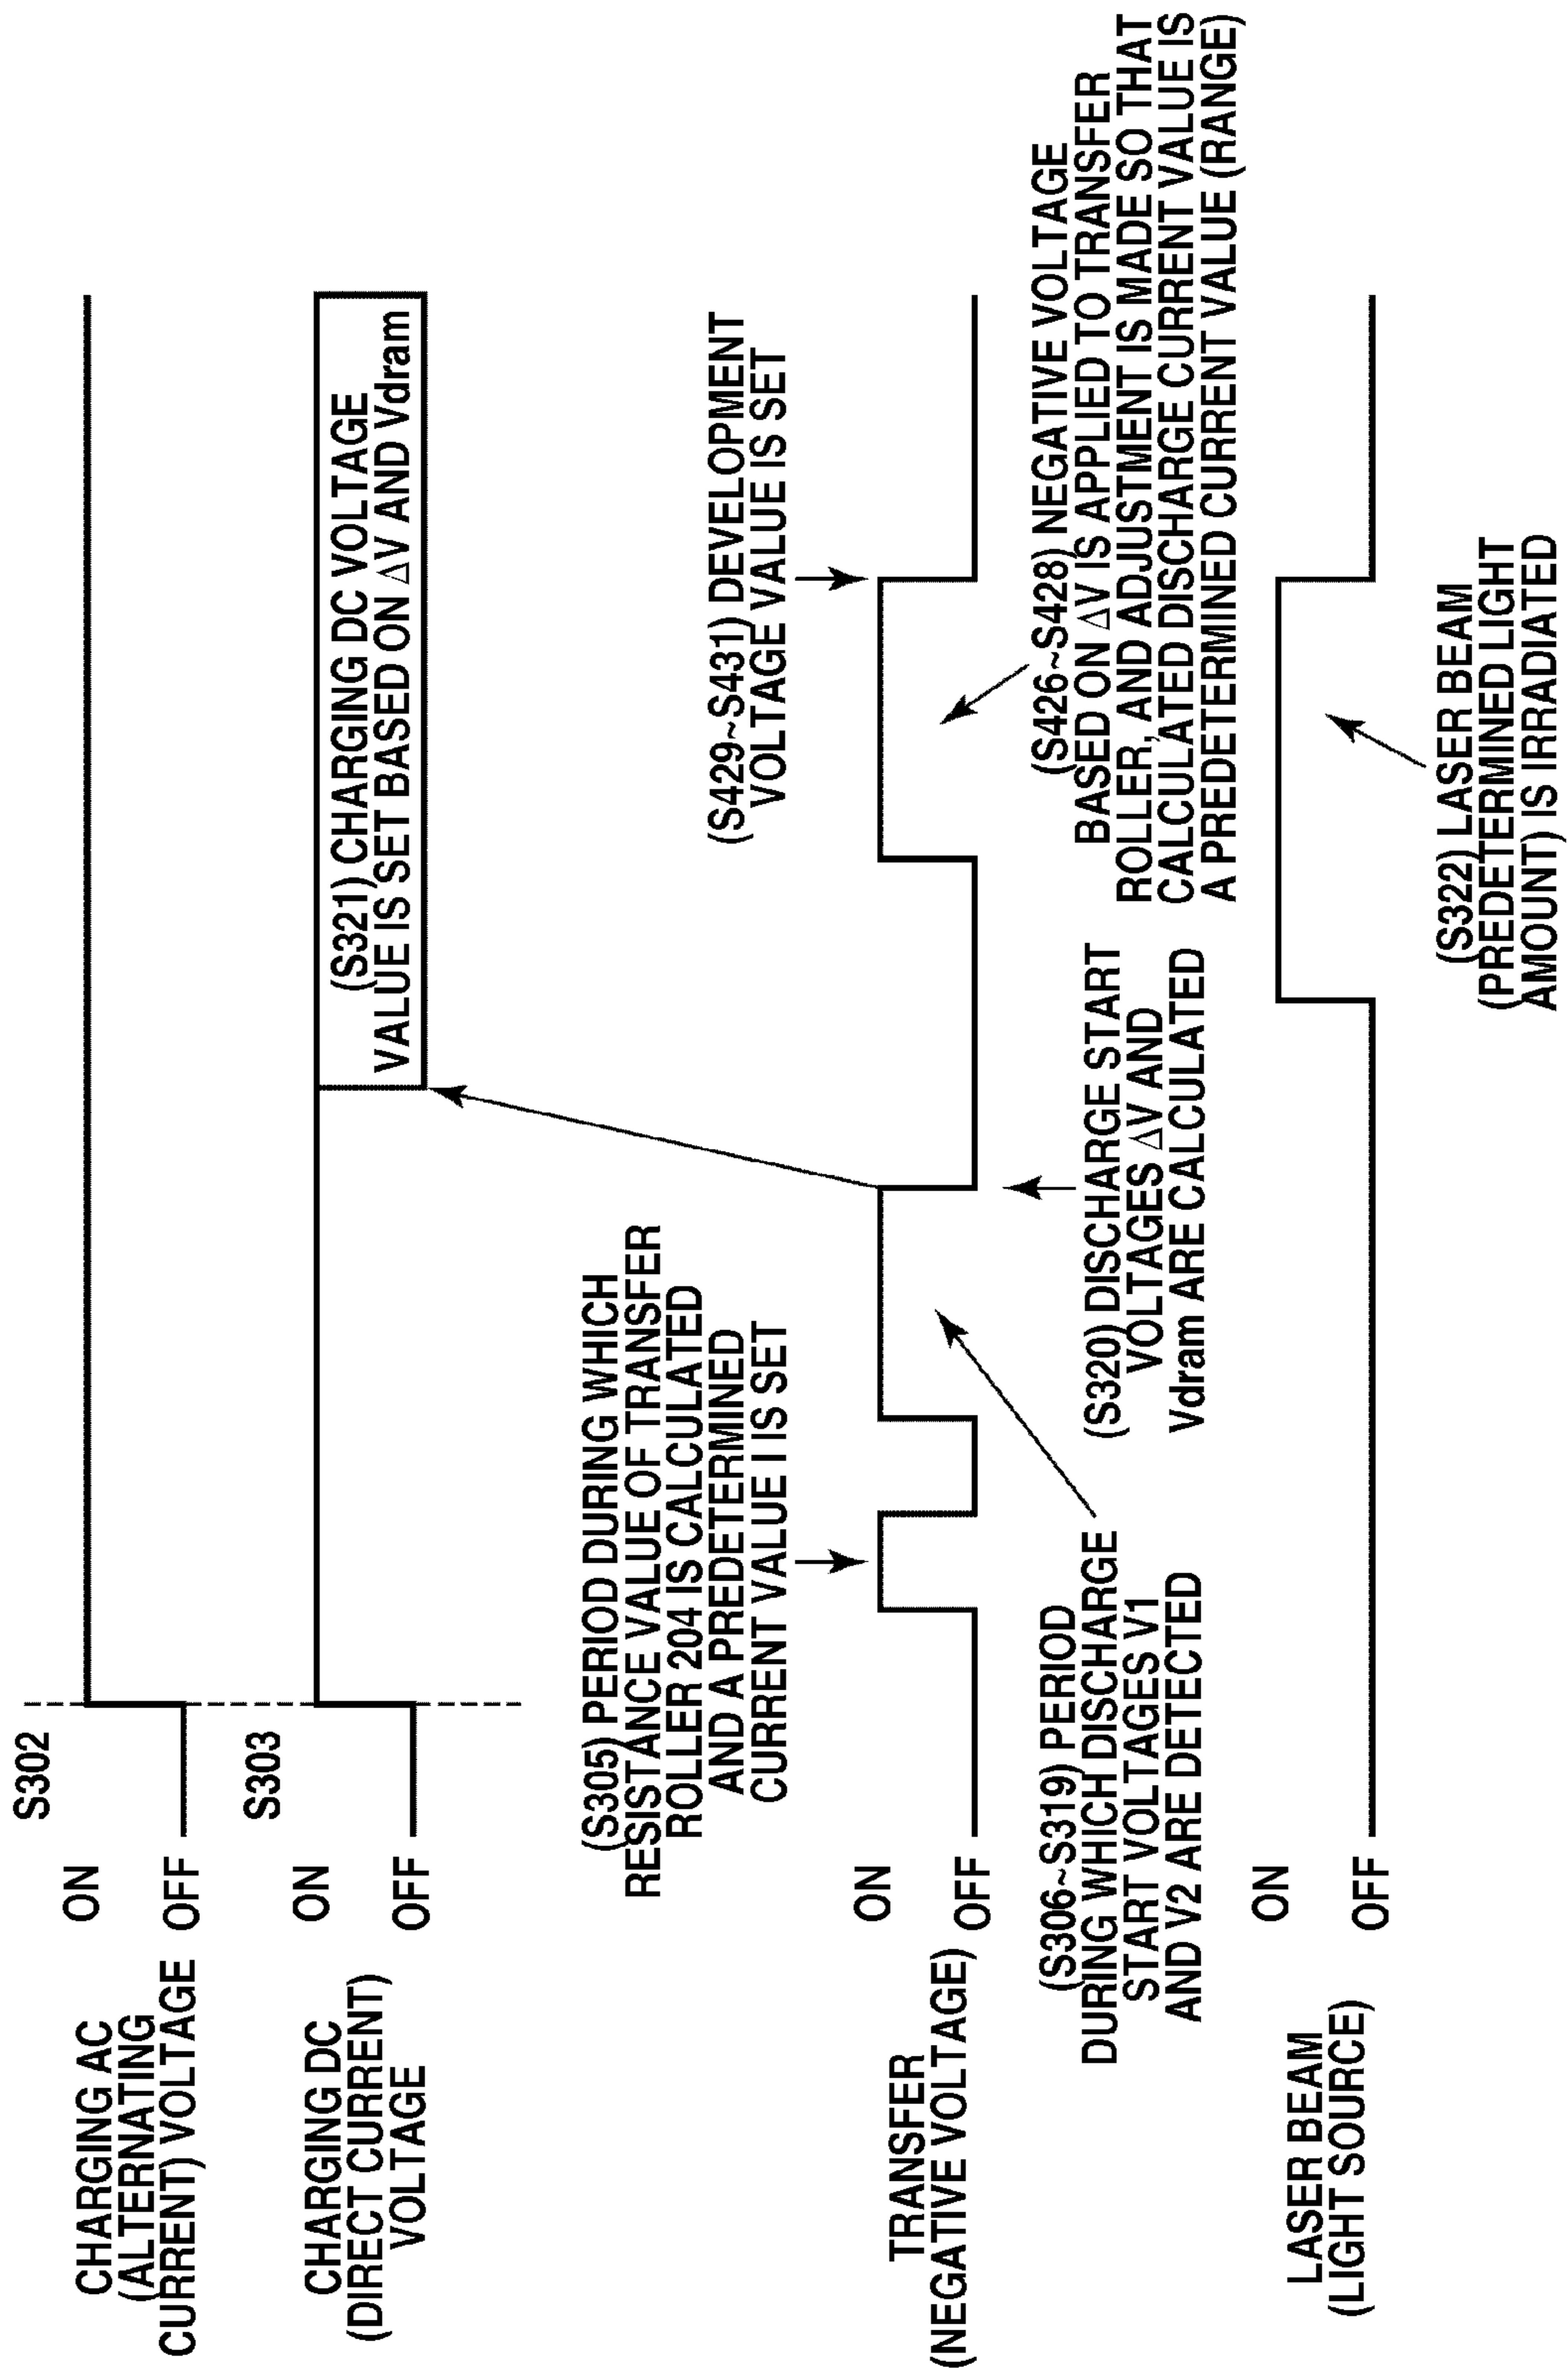 S302
CHARGING AC
(ALTERNATING
CURRENT) VOLTAGE
ON
OFF
S303
CHARGING DC
(DIRECT CURRENT)
VOLTAGE
ON
OFF
(S321) CHARGING DC VOLTAGE
VALUE IS SET BASED ON △V AND Vdram
(S305) PERIOD DURING WHICH
RESISTANCE VALUE OF TRANSFER
ROLLER 204 IS CALCULATED
AND A PREDETERMINED
CURRENT VALUE I IS SET
(S429~S431) DEVELOPMENT
VOLTAGE VALUE IS SET
TRANSFER
(NEGATIVE VOLTAGE)
ON
OFF
(S306~S319) PERIOD
DURING WHICH DISCHARGE
START VOLTAGES V1
AND V2 ARE DETECTED
(S320) DISCHARGE START
VOLTAGES △V AND
Vdram ARE CALCULATED
(S426~S428) NEGATIVE VOLTAGE
BASED ON △V IS APPLIED TO TRANSFER
ROLLER, AND ADJUSTMENT IS MADE SO THAT
CALCULATED DISCHARGE CURRENT VALUE IS
A PREDETERMINED CURRENT VALUE (RANGE)
LASER BEAM
(LIGHT SOURCE)
ON
OFF
(S322) LASER BEAM
(PREDETERMINED LIGHT
AMOUNT) IS IRRADIATED